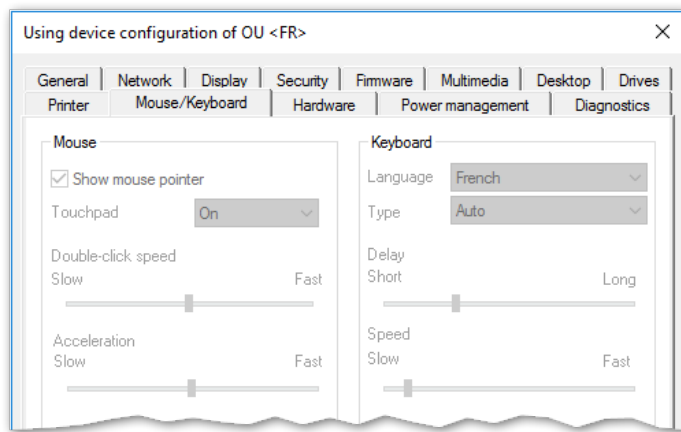 Using device configuration of OU <FR>
General Network Display Security Firmware Multimedia Desktop Drives
Printer Mouse/Keyboard Hardware Power management Diagnostics
Mouse
Show mouse pointer
Touchpad On
Double-click speed
Slow Fast
Acceleration
Slow Fast
Keyboard
Language French
Type Auto
Delay
Short Long
Speed
Slow Fast